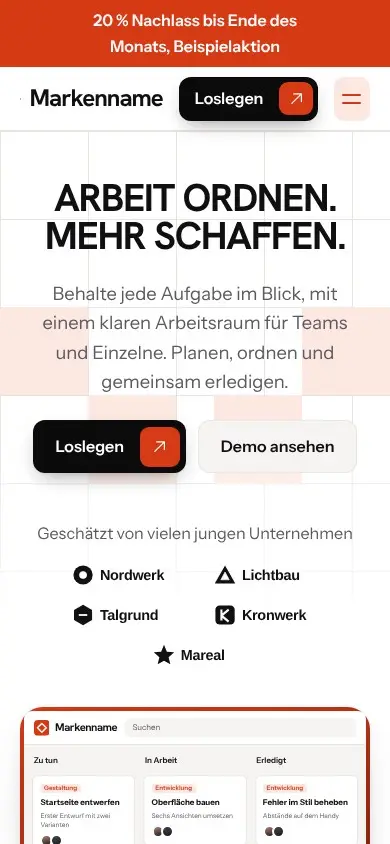 20 % Nachlass bis Ende des
Monats, Beispielaktion
Markenname
Loslegen
ARBEIT ORDNEN.
MEHR SCHAFFEN.
Behalte jede Aufgabe im Blick, mit
einem klaren Arbeitsraum für Teams
und Einzelne. Planen, ordnen und
gemeinsam erledigen.
Loslegen
Demo ansehen
Geschätzt von vielen jungen Unternehmen
Nordwerk
Lichtbau
Talgrund
Kronwerk
Mareal
Markenname
Suchen
Zu tun
In Arbeit
Erledigt
Gestaltung
Startseite entwerfen
Erster Entwurf mit zwei
Varianten
Entwicklung
Oberfläche bauen
Sechs Ansichten umsetzen
Entwicklung
Fehler im Stil beheben
Abstände auf dem Handy